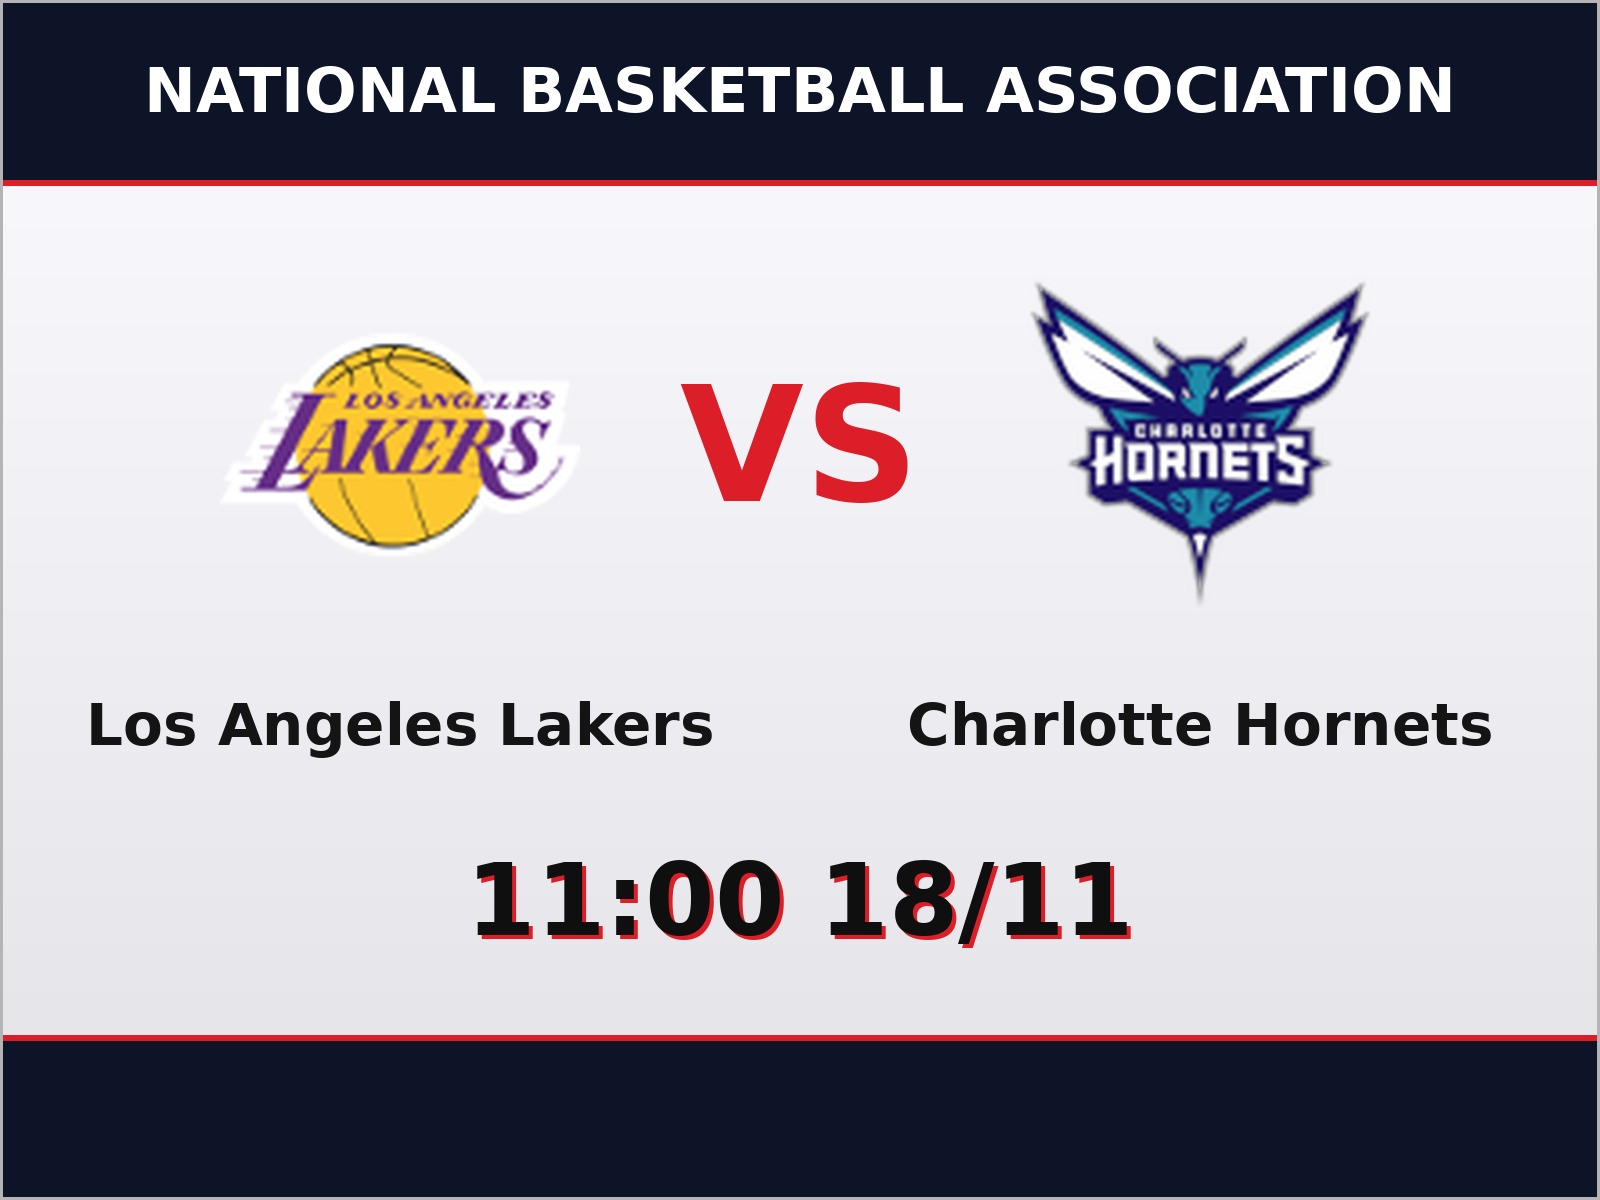 NATIONAL BASKETBALL ASSOCIATION
LOS ANGELES
LAKERS
VS
CHARLOTTE
HORNETS
Los Angeles Lakers
Charlotte Hornets
11:00 18/11